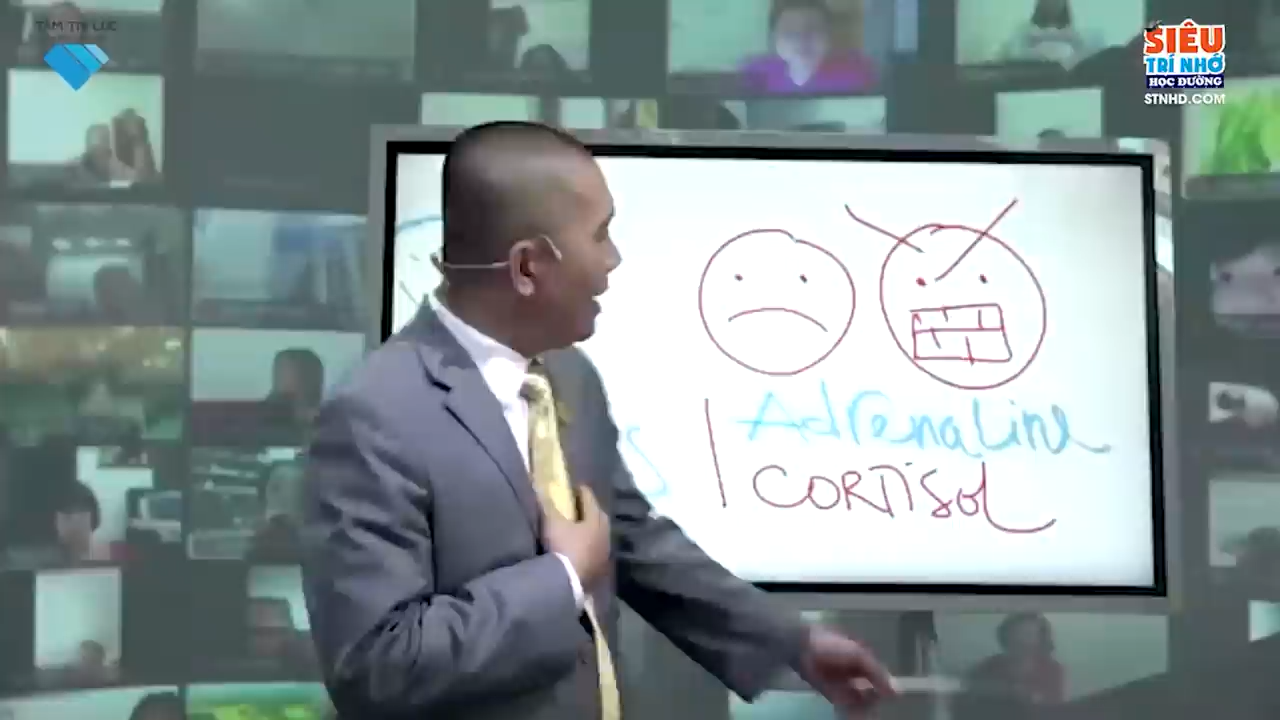 TÂM TRÍ LỰC
SIÊU
TRÍ NHỚ
HỌC ĐƯỜNG
STNHD.COM
Adrenaline
CORTISOL